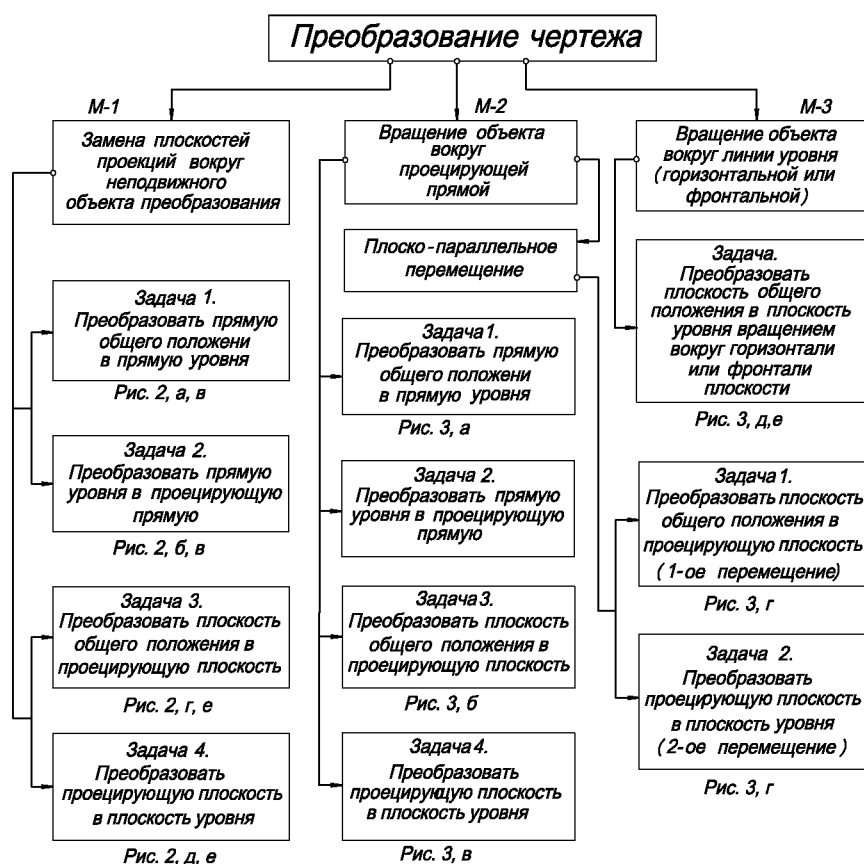 Преобразование чертежа
М-1
Замена плоскостей
проекций вокруг
неподвижного
объекта преобразования
Задача 1.
Преобразовать прямую
общего положени
в прямую уровня
Рис. 2, а, в
Задача 2.
Преобразовать прямую
уровня в проецирующую
прямую
Рис. 2, б, в
Задача 3.
Преобразовать плоскость
общего положения в
проецирующую плоскость
Рис. 2, г, е
Задача 4.
Преобразовать
проецирующую плоскость
в плоскость уровня
Рис. 2, д, е
М-2
Вращение объекта
вокруг
проецирующей
прямой
Плоско-параллельное
перемещение
Задача 1.
Преобразовать прямую
общего положени
в прямую уровня
Рис. 3, а
Задача 2.
Преобразовать прямую
уровня в проецирующую
прямую
Задача 3.
Преобразовать плоскость
общего положения в
проецирующую плоскость
Рис. 3, б
Задача 4.
Преобразовать
проецирующую плоскость
в плоскость уровня
Рис. 3, в
М-3
Вращение объекта
вокруг линии уровня
(горизонтальной или
фронтальной)
Задача.
Преобразовать
плоскость общего
положения в плоскость
уровня вращением
вокруг горизонтали
или фронтали
плоскости
Рис. 3, д,е
Задача 1.
Преобразовать плоскость
общего положения в
проецирующую плоскость
(1-ое перемещение)
Рис. 3, г
Задача 2.
Преобразовать
проецирующую плоскость
в плоскость уровня
(2-ое перемещение)
Рис. 3, г